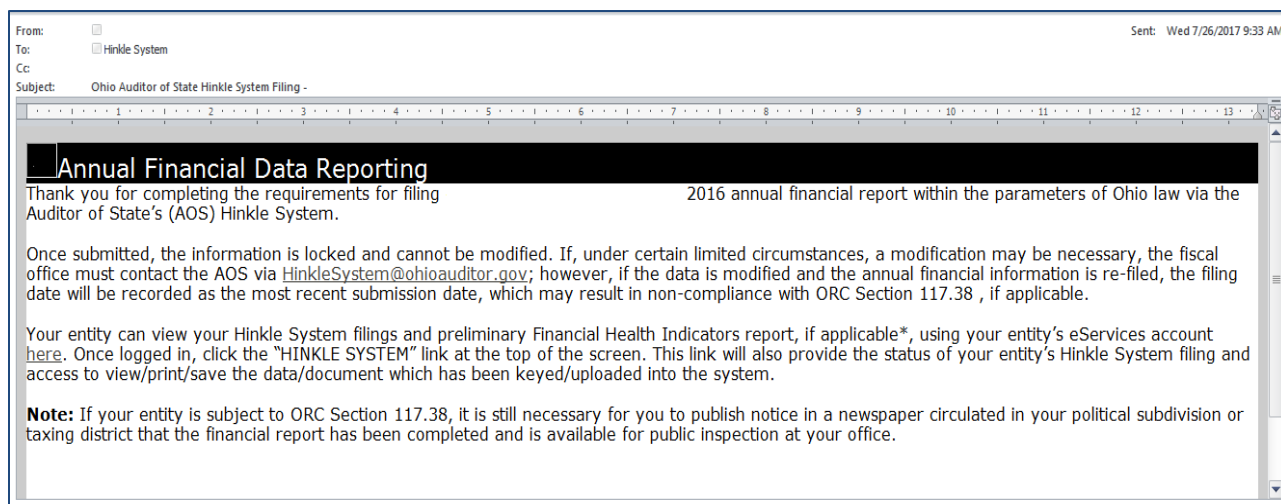 From:
Sent: Wed 7/26/2017 9:33 AM
To: Hinkle System
Cc:
Subject: Ohio Auditor of State Hinkle System Filing -
1 2 3 4 5 6 7 8 9 10 11 12 13
Annual Financial Data Reporting
Thank you for completing the requirements for filing 2016 annual financial report within the parameters of Ohio law via the
Auditor of State's (AOS) Hinkle System.
Once submitted, the information is locked and cannot be modified. If, under certain limited circumstances, a modification may be necessary, the fiscal
office must contact the AOS via HinkleSystem@ohioauditor.gov; however, if the data is modified and the annual financial information is re-filed, the filing
date will be recorded as the most recent submission date, which may result in non-compliance with ORC Section 117.38 , if applicable.
Your entity can view your Hinkle System filings and preliminary Financial Health Indicators report, if applicable*, using your entity's eServices account
here. Once logged in, click the "HINKLE SYSTEM" link at the top of the screen. This link will also provide the status of your entity's Hinkle System filing and
access to view/print/save the data/document which has been keyed/uploaded into the system.
Note: If your entity is subject to ORC Section 117.38, it is still necessary for you to publish notice in a newspaper circulated in your political subdivision or
taxing district that the financial report has been completed and is available for public inspection at your office.